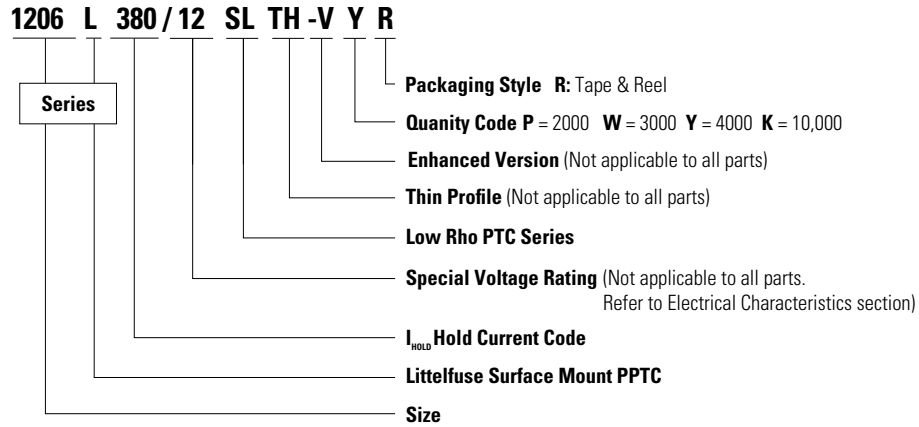 1206 L 380 / 12 SL TH -V Y R
Series
Packaging Style R: Tape & Reel
Quanity Code P = 2000 W = 3000 Y = 4000 K = 10,000
Enhanced Version (Not applicable to all parts)
Thin Profile (Not applicable to all parts)
Low Rho PTC Series
Special Voltage Rating (Not applicable to all parts.
Refer to Electrical Characteristics section)
IHOLD Hold Current Code
Littelfuse Surface Mount PPTC
Size